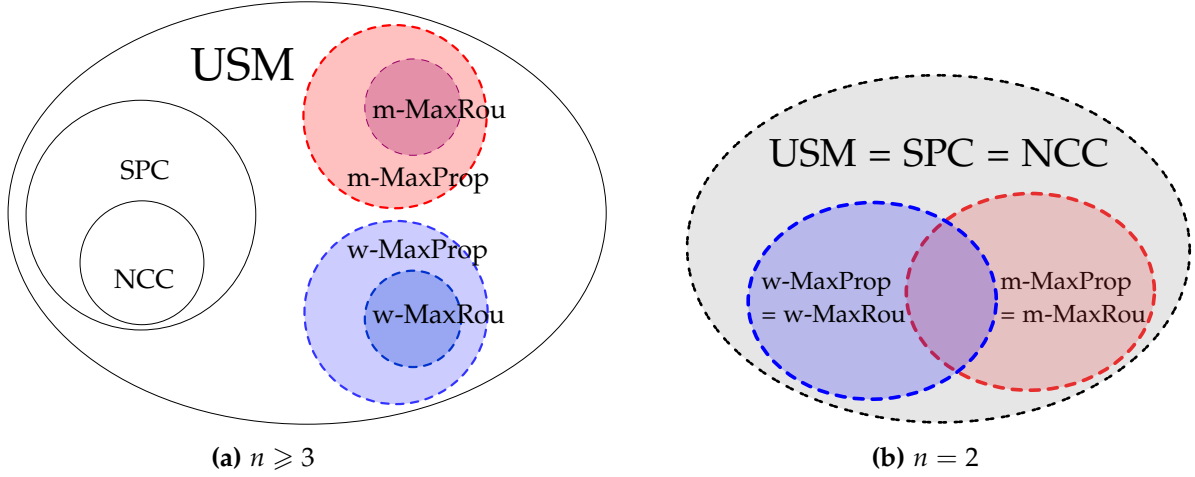 USM
SPC
NCC
m-MaxRou
m-MaxProp
w-MaxProp
w-MaxRou
(a) n ⩾ 3
USM = SPC = NCC
w-MaxProp
= w-MaxRou
m-MaxProp
= m-MaxRou
(b) n = 2